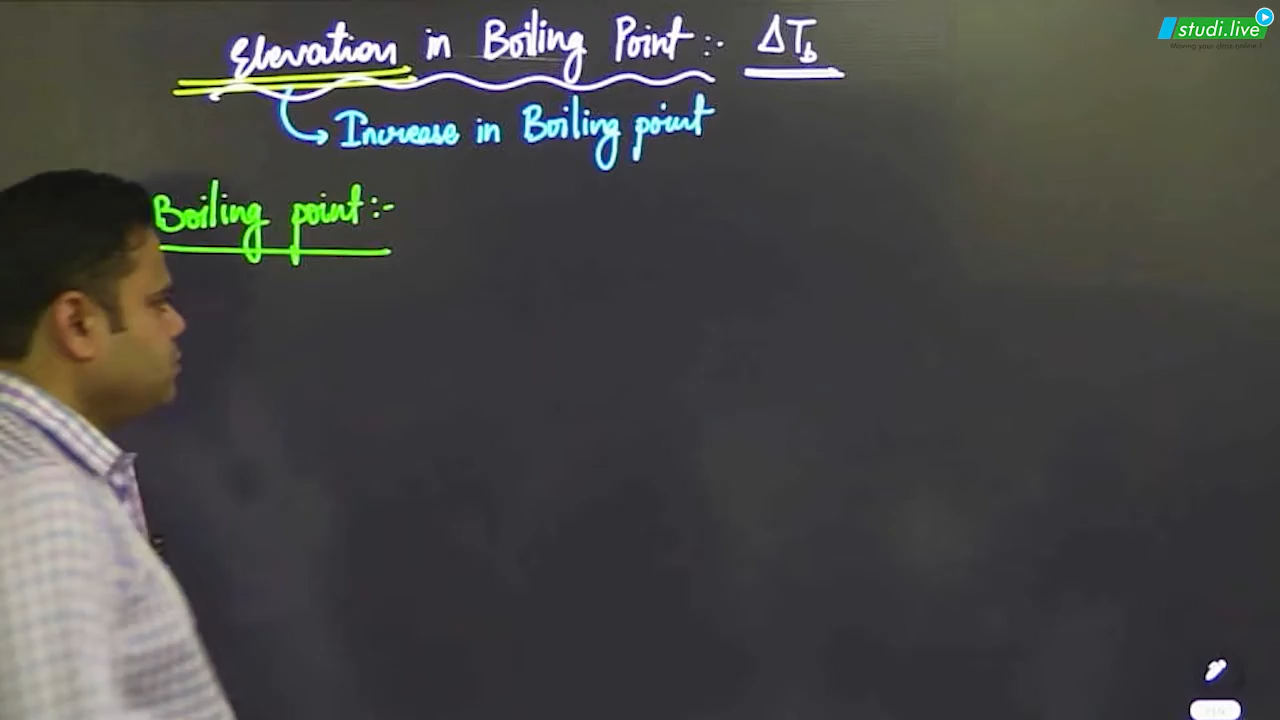 studi.live
Moving your class online!
Elevation in Boiling Point :- ΔTb
Increase in Boiling point
Boiling point :-